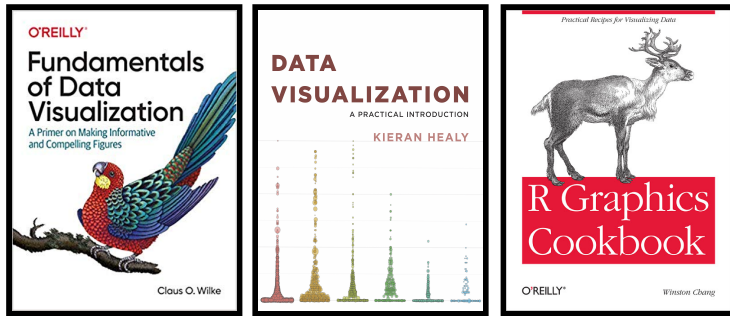 O'REILLY®
Fundamentals
of Data
Visualization
A Primer on Making Informative
and Compelling Figures
Claus O. Wilke
DATA
VISUALIZATION
A PRACTICAL INTRODUCTION
KIERAN HEALY
Practical Recipes for Visualizing Data
R Graphics
Cookbook
O'REILLY®
Winston Chang